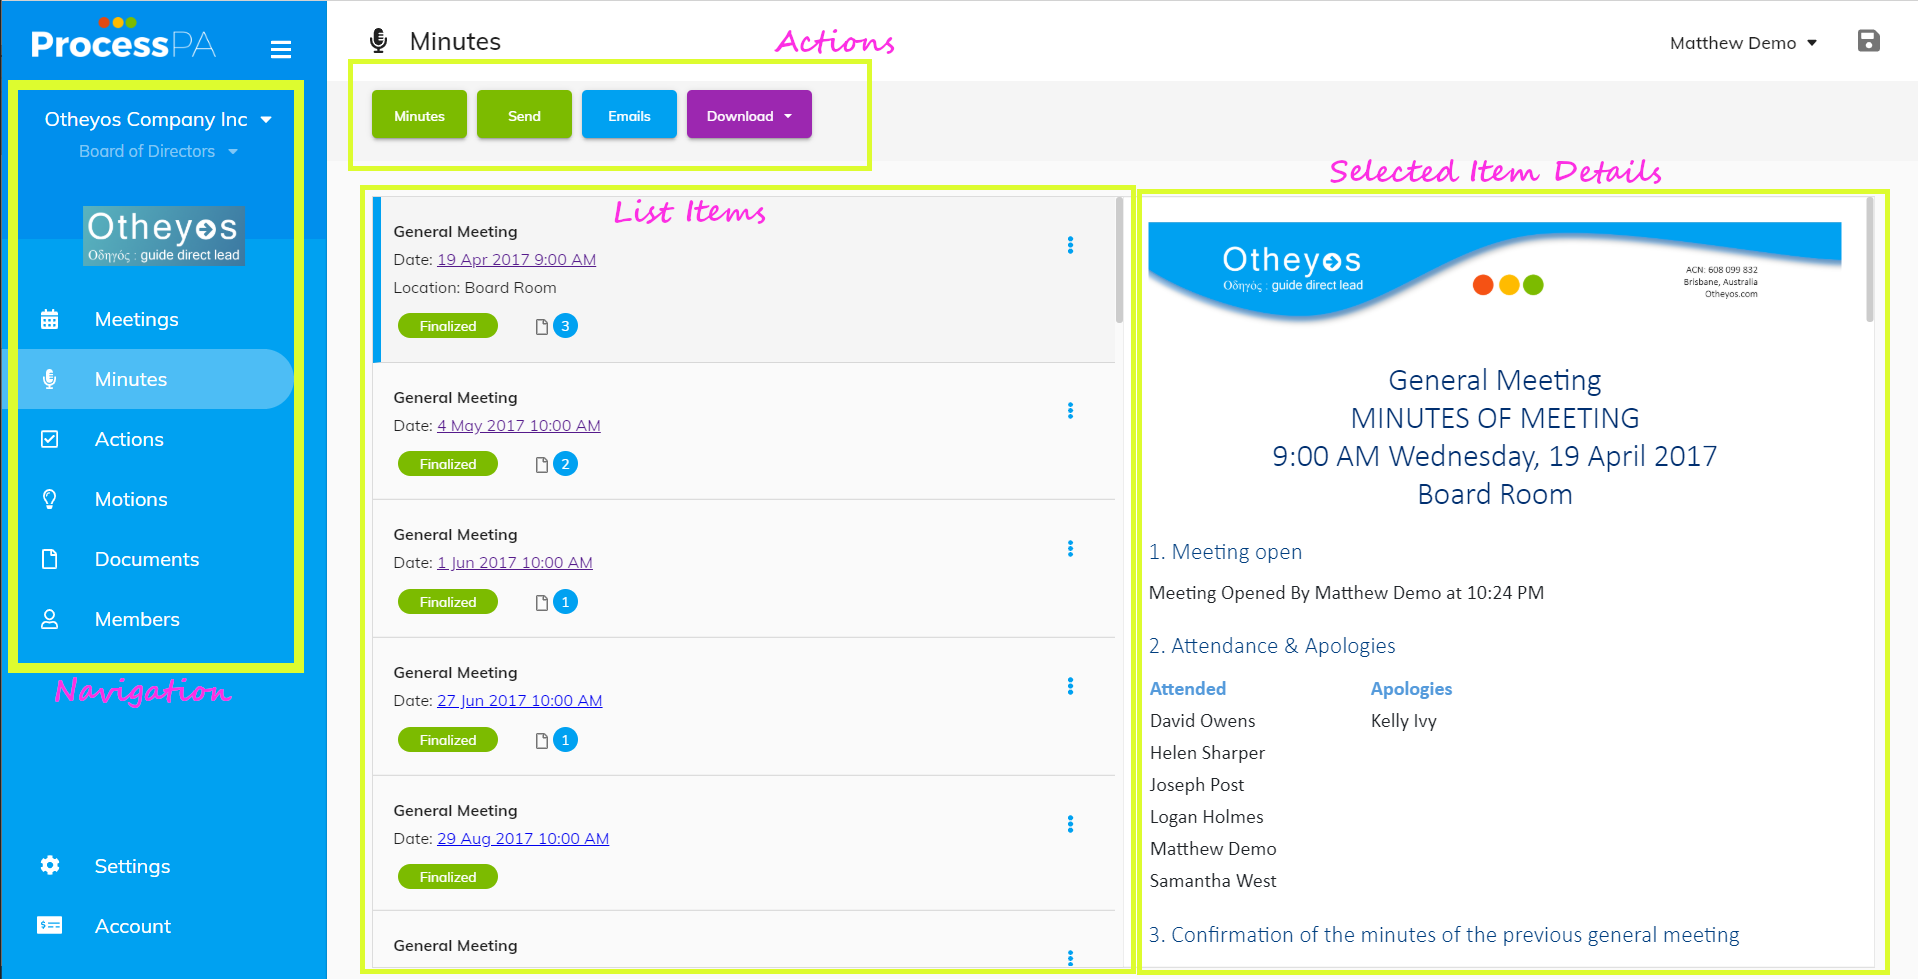 ProcessPA
Minutes
Actions
Matthew Demo
Otheyos Company Inc
Board of Directors
Otheyos
Οδηγός : guide direct lead
Meetings
Minutes
Actions
Motions
Documents
Members
Navigation
Settings
Account
Minutes
Send
Emails
Download
List Items
General Meeting
Date: 19 Apr 2017 9:00 AM
Location: Board Room
Finalized
3
General Meeting
Date: 4 May 2017 10:00 AM
Finalized
2
General Meeting
Date: 1 Jun 2017 10:00 AM
Finalized
1
General Meeting
Date: 27 Jun 2017 10:00 AM
Finalized
1
General Meeting
Date: 29 Aug 2017 10:00 AM
Finalized
General Meeting
Selected Item Details
Otheyos
Οδηγός : guide direct lead
ACN: 608 099 832
Brisbane, Australia
Otheyos.com
General Meeting
MINUTES OF MEETING
9:00 AM Wednesday, 19 April 2017
Board Room
1. Meeting open
Meeting Opened By Matthew Demo at 10:24 PM
2. Attendance & Apologies
Attended Apologies
David Owens Kelly Ivy
Helen Sharper
Joseph Post
Logan Holmes
Matthew Demo
Samantha West
3. Confirmation of the minutes of the previous general meeting